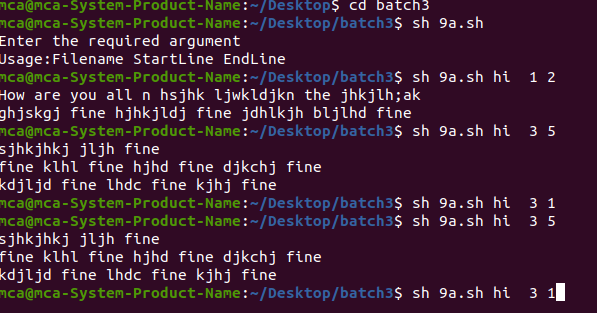 mca@mca-System-Product-Name:~/Desktop$ cd batch3
mca@mca-System-Product-Name:~/Desktop/batch3$ sh 9a.sh
Enter the required argument
Usage:Filename StartLine EndLine
mca@mca-System-Product-Name:~/Desktop/batch3$ sh 9a.sh hi  1 2
How are you all n hsjhk ljwkldjkn the jhkjlh;ak
ghjskgj fine hjhkjldj fine jdhlkjh bljlhd fine
mca@mca-System-Product-Name:~/Desktop/batch3$ sh 9a.sh hi  3 5
sjhkjhkj jljh fine
fine klhl fine hjhd fine djkchj fine
kdjljd fine lhdc fine kjhj fine
mca@mca-System-Product-Name:~/Desktop/batch3$ sh 9a.sh hi  3 1
mca@mca-System-Product-Name:~/Desktop/batch3$ sh 9a.sh hi  3 5
sjhkjhkj jljh fine
fine klhl fine hjhd fine djkchj fine
kdjljd fine lhdc fine kjhj fine
mca@mca-System-Product-Name:~/Desktop/batch3$ sh 9a.sh hi  3 1